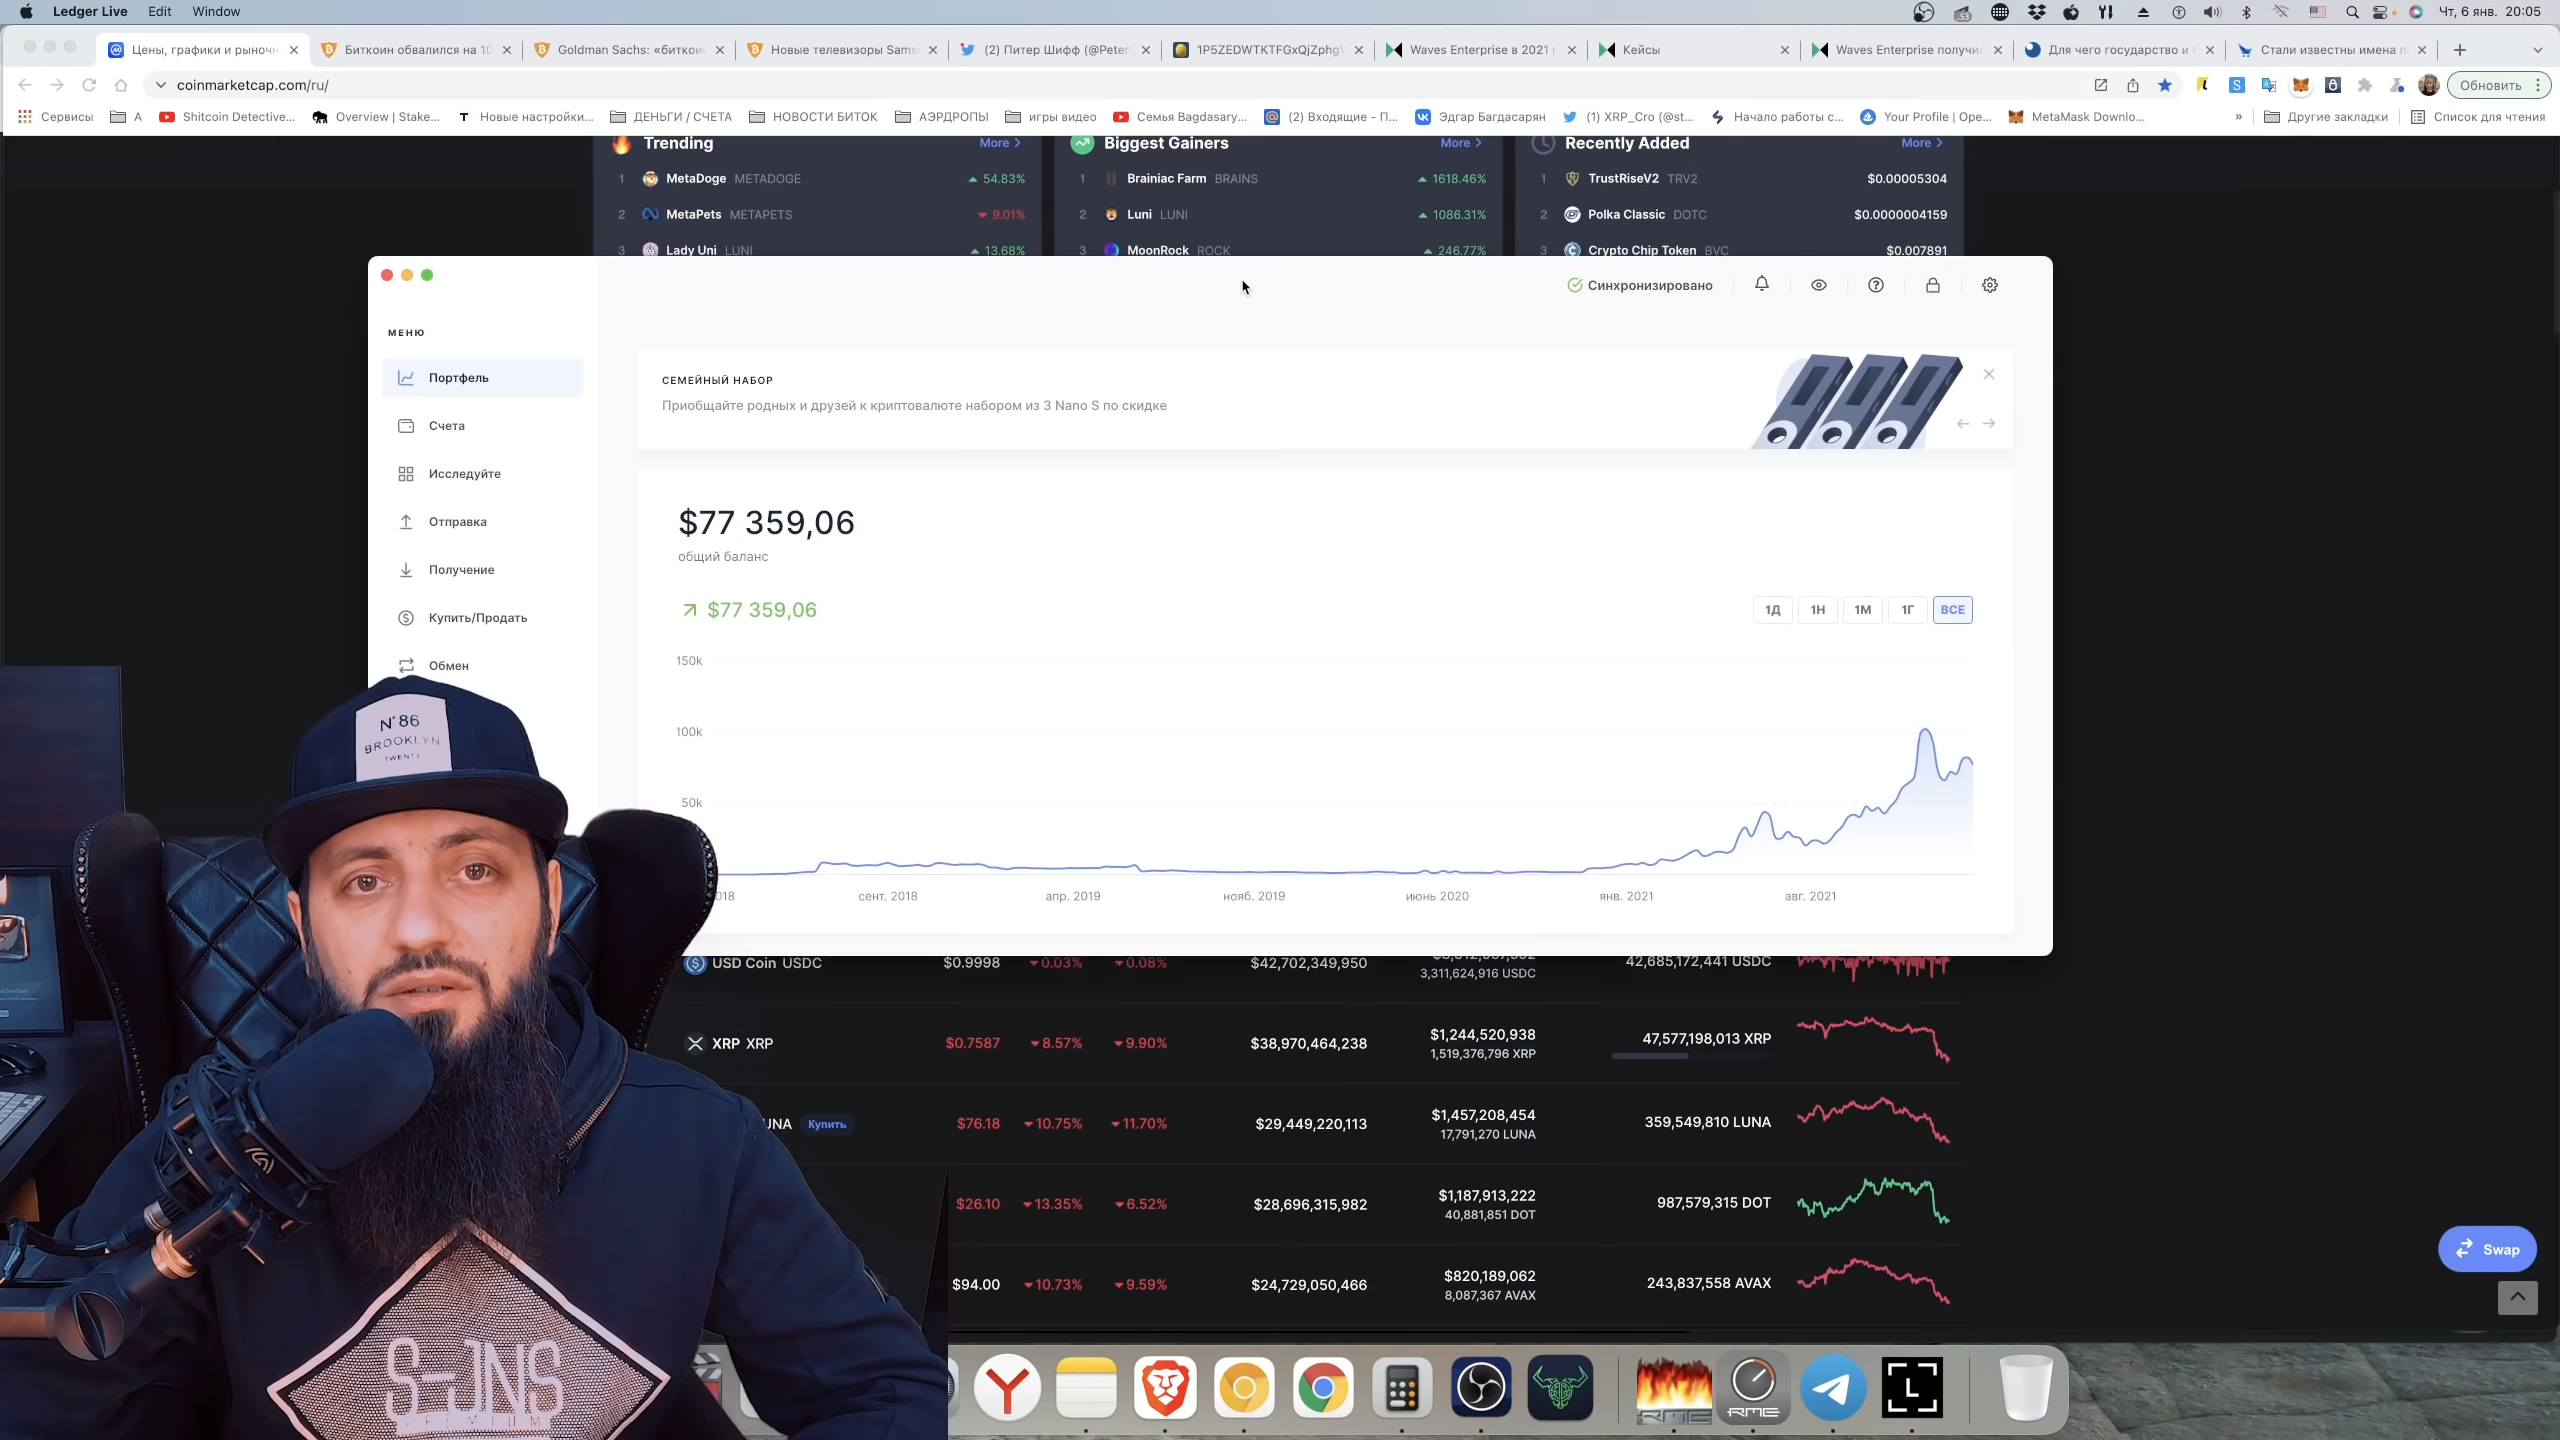 Ledger Live Edit Window Чт, 6 янв. 20:05
Цены, графики и рыночн
Биткоин обвалился на 10
Goldman Sachs: «биткои
Новые телевизоры Sams
(2) Питер Шифф (@Peter
1P5ZEDWTKTFGxQjZphg
Waves Enterprise в 2021 г
Кейсы
Waves Enterprise получи
Для чего государство и
Стали известны имена п
coinmarketcap.com/ru/
Обновить
Сервисы
А
Shitcoin Detective...
Overview | Stake...
Новые настройки...
ДЕНЬГИ / СЧЕТА
НОВОСТИ БИТОК
АЭРДРОПЫ
игры видео
Семья Bagdasary...
(2) Входящие - П...
Эдгар Багдасарян
(1) XRP_Cro (@st...
Начало работы с...
Your Profile | Ope...
MetaMask Downlo...
»
Другие закладки
Список для чтения
Trending More
1 MetaDoge METADOGE 54.83%
2 MetaPets METAPETS 9.01%
3 Lady Uni LUNI 13.68%
Biggest Gainers More
1 Brainiac Farm BRAINS 1618.46%
2 Luni LUNI 1086.31%
3 MoonRock ROCK 246.77%
Recently Added More
1 TrustRiseV2 TRV2 $0.00005304
2 Polka Classic DOTC $0.0000004159
3 Crypto Chip Token BVC $0.007891
Синхронизировано
МЕНЮ
Портфель
Счета
Исследуйте
Отправка
Получение
Купить/Продать
Обмен
СЕМЕЙНЫЙ НАБОР
Приобщайте родных и друзей к криптовалюте набором из 3 Nano S по скидке
$77 359,06
общий баланс
$77 359,06
1Д 1Н 1М 1Г ВСЕ
150k
100k
50k
018 сент. 2018 апр. 2019 нояб. 2019 июнь 2020 янв. 2021 авг. 2021
USD Coin USDC $0.9998 0.03% 0.08% $42,702,349,950 42,685,172,441 USDC
3,311,624,916 USDC
XRP XRP $0.7587 8.57% 9.90% $38,970,464,238 $1,244,520,938 47,577,198,013 XRP
1,519,376,796 XRP
UNA Купить $76.18 10.75% 11.70% $29,449,220,113 $1,457,208,454 359,549,810 LUNA
17,791,270 LUNA
$26.10 13.35% 6.52% $28,696,315,982 $1,187,913,222 987,579,315 DOT
40,881,851 DOT
$94.00 10.73% 9.59% $24,729,050,466 $820,189,062 243,837,558 AVAX
8,087,367 AVAX
Swap
N°86
BROOKLYN
TWENTY
S-JNS
RME
RME
L